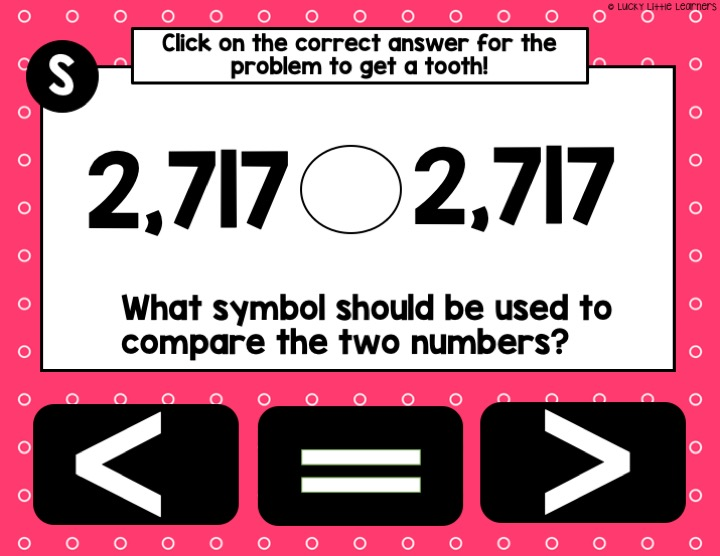 © Lucky Little Learners
Click on the correct answer for the
problem to get a tooth!
S
2,717 2,717
What symbol should be used to
compare the two numbers?
< = >